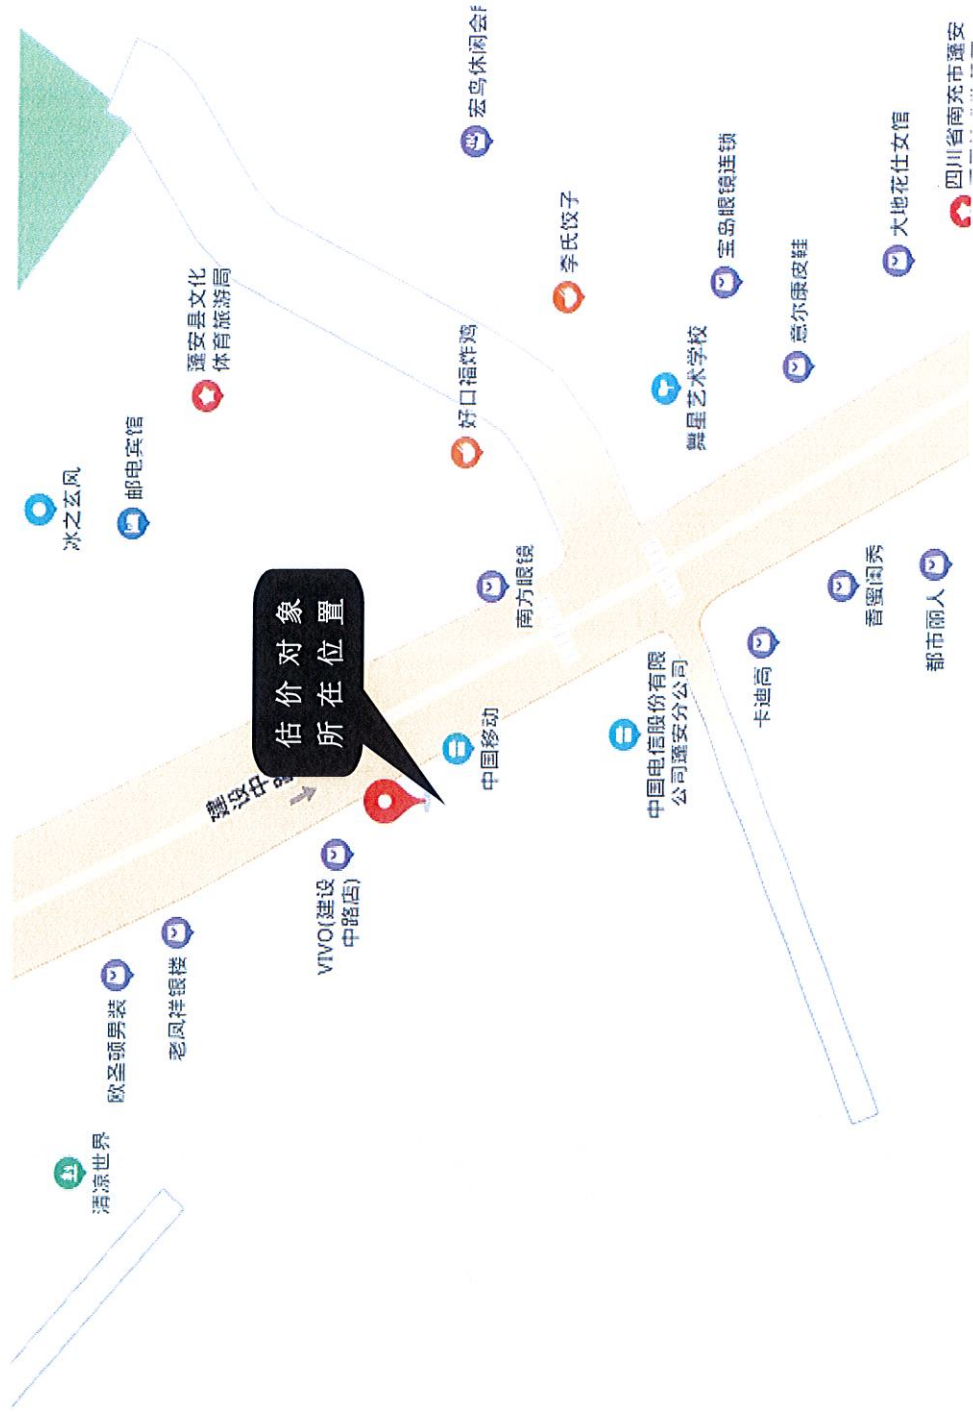 清凉世界
欧圣顿男装
老凤祥银楼
VIVO(建设
中路店)
建设中路
估价对象
所在位置
冰之玄风
邮电宾馆
蓬安县文化
体育旅游局
中国移动
南方眼镜
好口福炸鸡
宏鸟休闲会
李氏饺子
中国电信股份有限
公司蓬安分公司
舞星艺术学校
宝岛眼镜连锁
意尔康皮鞋
卡迪高
香蜜闺秀
都市丽人
大地花仕女馆
四川省南充市蓬安